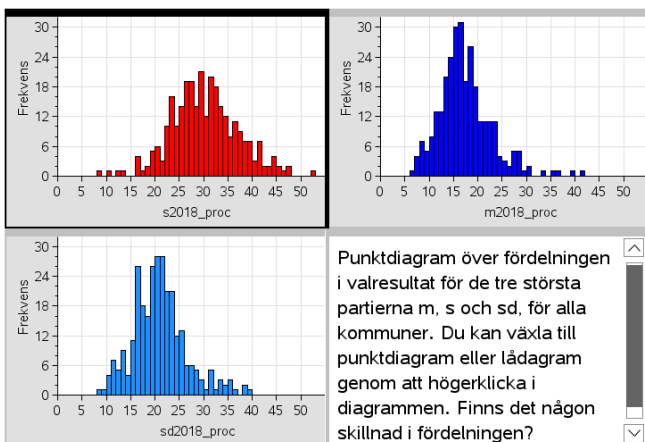 30
24
18
12
6
0
Frekvens
0 5 10 15 20 25 30 35 40 45 50
s2018_proc
30
24
18
12
6
0
Frekvens
0 5 10 15 20 25 30 35 40 45 50
m2018_proc
30
24
18
12
6
0
Frekvens
0 5 10 15 20 25 30 35 40 45 50
sd2018_proc
Punktdiagram över fördelningen
i valresultat för de tre största
partierna m, s och sd, för alla
kommuner. Du kan växla till
punktdiagram eller lådagram
genom att högerklicka i
diagrammen. Finns det någon
skillnad i fördelningen?